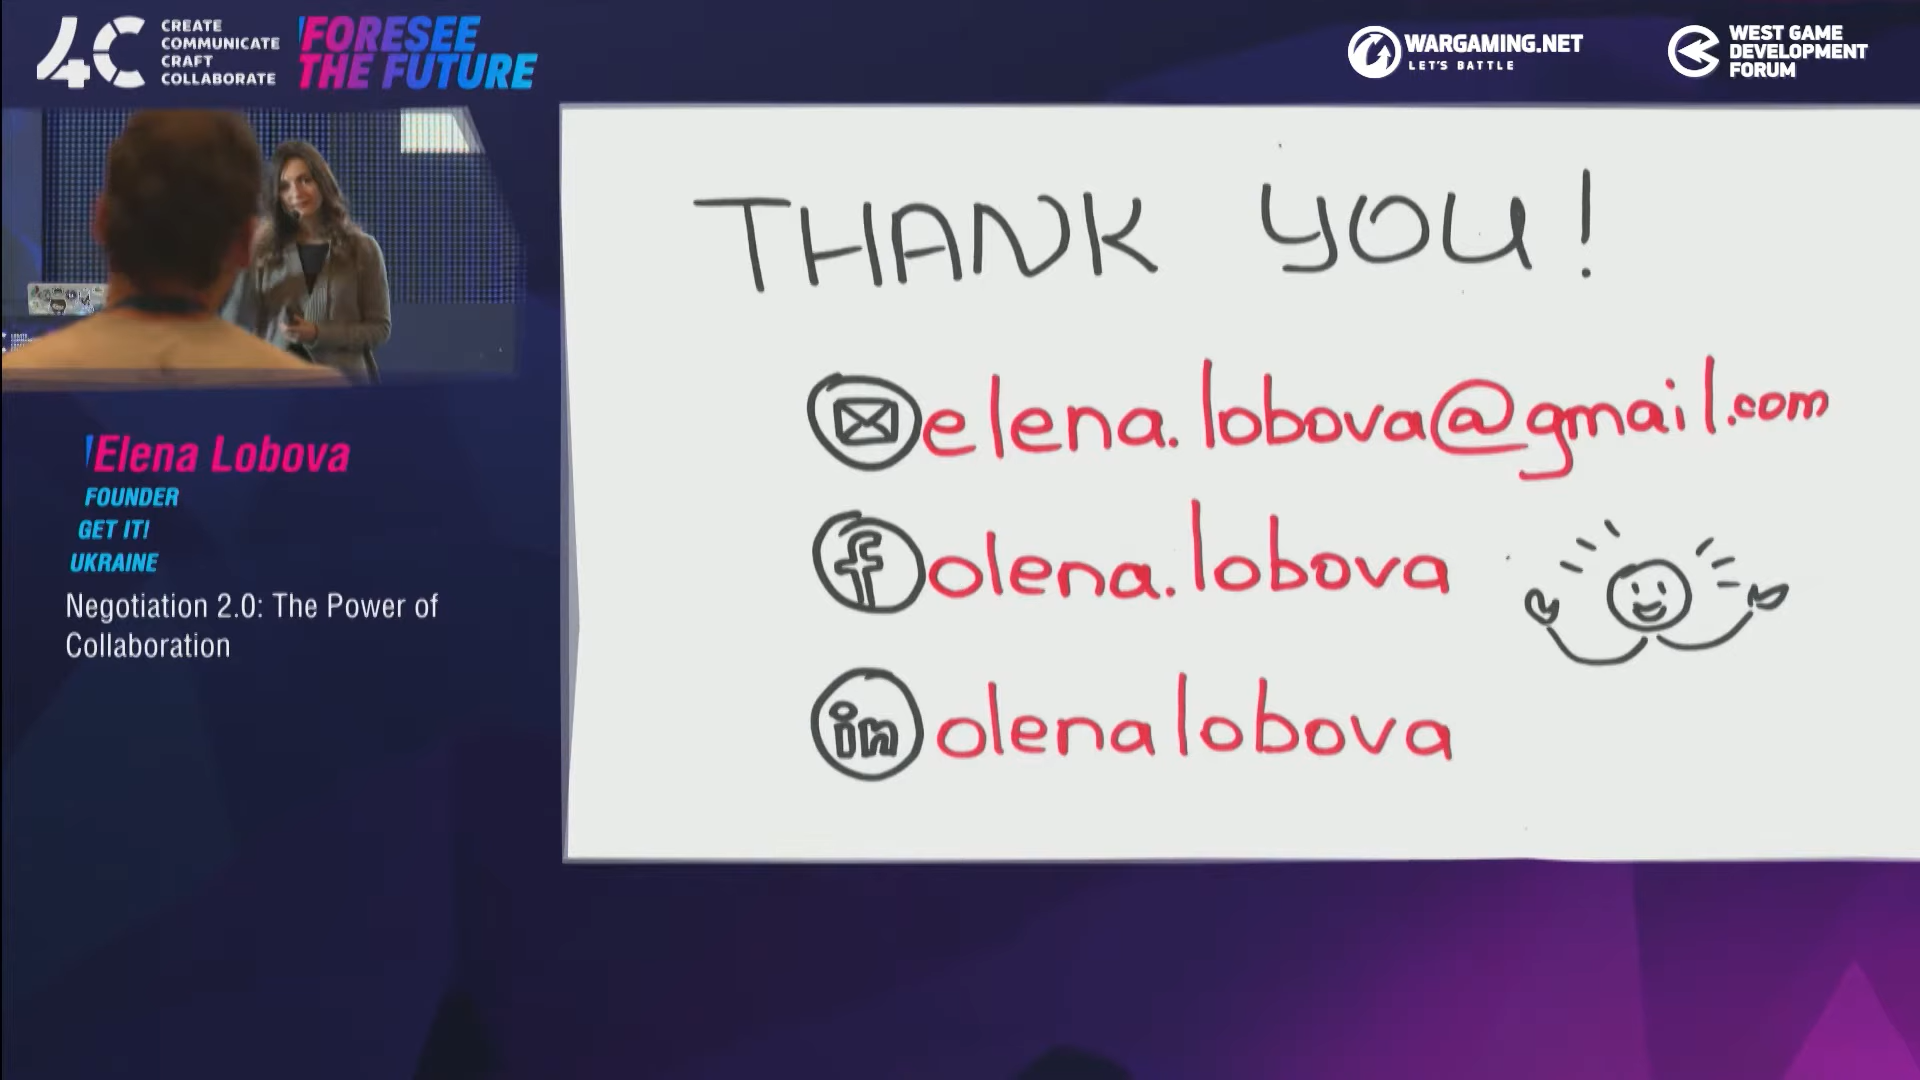 4C
CREATE
COMMUNICATE
CRAFT
COLLABORATE
FORESEE
THE FUTURE
WARGAMING.NET
LET'S BATTLE
WEST GAME
DEVELOPMENT
FORUM
Elena Lobova
FOUNDER
GET IT!
UKRAINE
Negotiation 2.0: The Power of
Collaboration
THANK YOU!
elena.lobova@gmail.com
f olena.lobova
in olenalobova